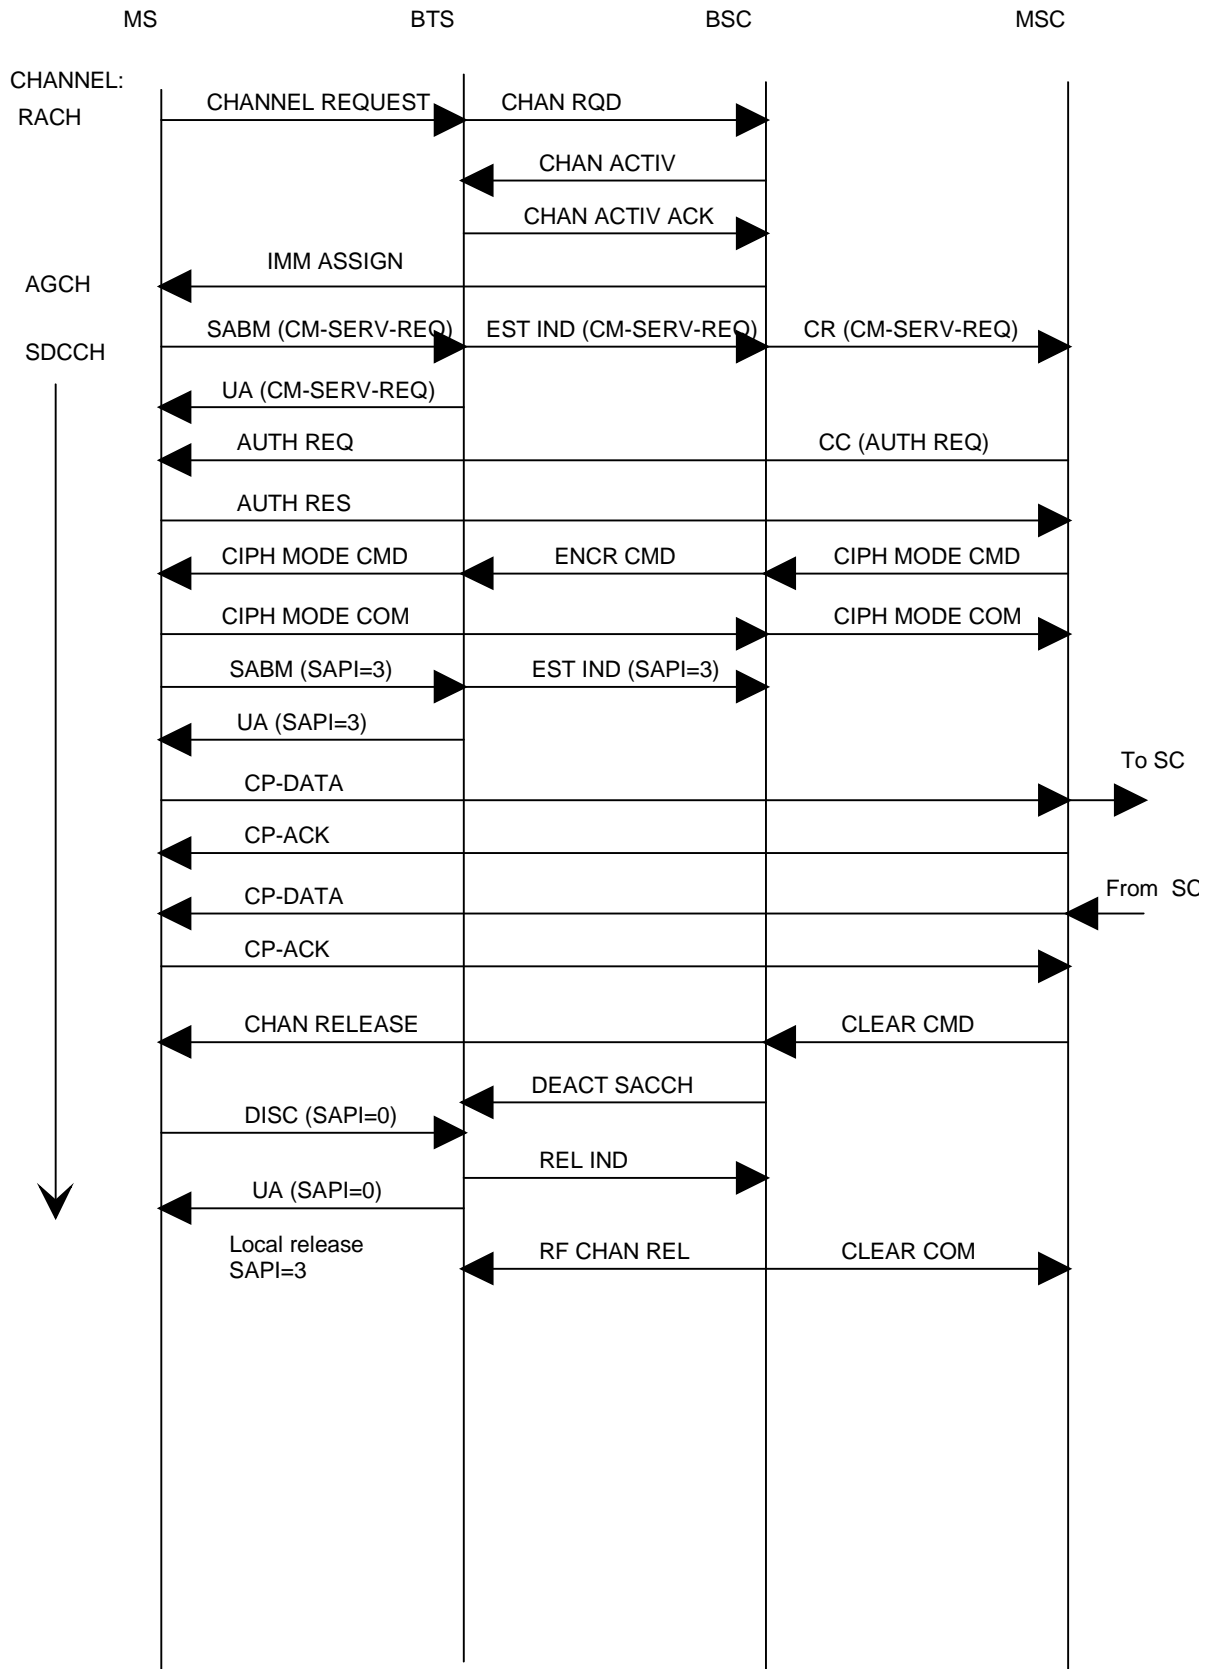 MS BTS BSC MSC
CHANNEL:
CHANNEL REQUEST CHAN RQD
RACH
CHAN ACTIV
CHAN ACTIV ACK
IMM ASSIGN
AGCH
SABM (CM-SERV-REQ) EST IND (CM-SERV-REQ) CR (CM-SERV-REQ)
SDCCH
UA (CM-SERV-REQ)
AUTH REQ CC (AUTH REQ)
AUTH RES
CIPH MODE CMD ENCR CMD CIPH MODE CMD
CIPH MODE COM CIPH MODE COM
SABM (SAPI=3) EST IND (SAPI=3)
UA (SAPI=3)
To SC
CP-DATA
CP-ACK
From SC
CP-DATA
CP-ACK
CHAN RELEASE CLEAR CMD
DEACT SACCH
DISC (SAPI=0)
REL IND
UA (SAPI=0)
Local release
SAPI=3
RF CHAN REL CLEAR COM